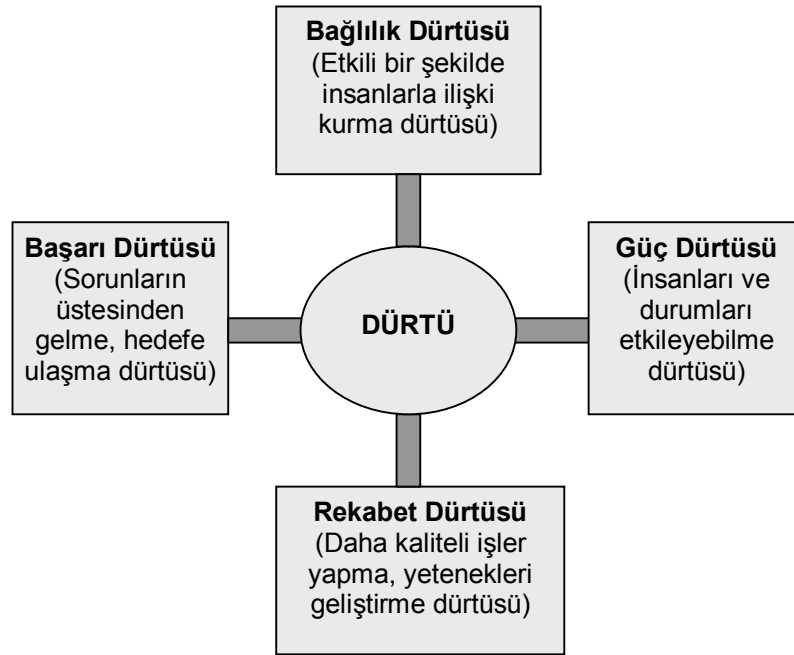 Bağlılık Dürtüsü
(Etkili bir şekilde
insanlarla ilişki
kurma dürtüsü)
Başarı Dürtüsü
(Sorunların
üstesinden
gelme, hedefe
ulaşma dürtüsü)
DÜRTÜ
Güç Dürtüsü
(İnsanları ve
durumları
etkileyebilme
dürtüsü)
Rekabet Dürtüsü
(Daha kaliteli işler
yapma, yetenekleri
geliştirme dürtüsü)